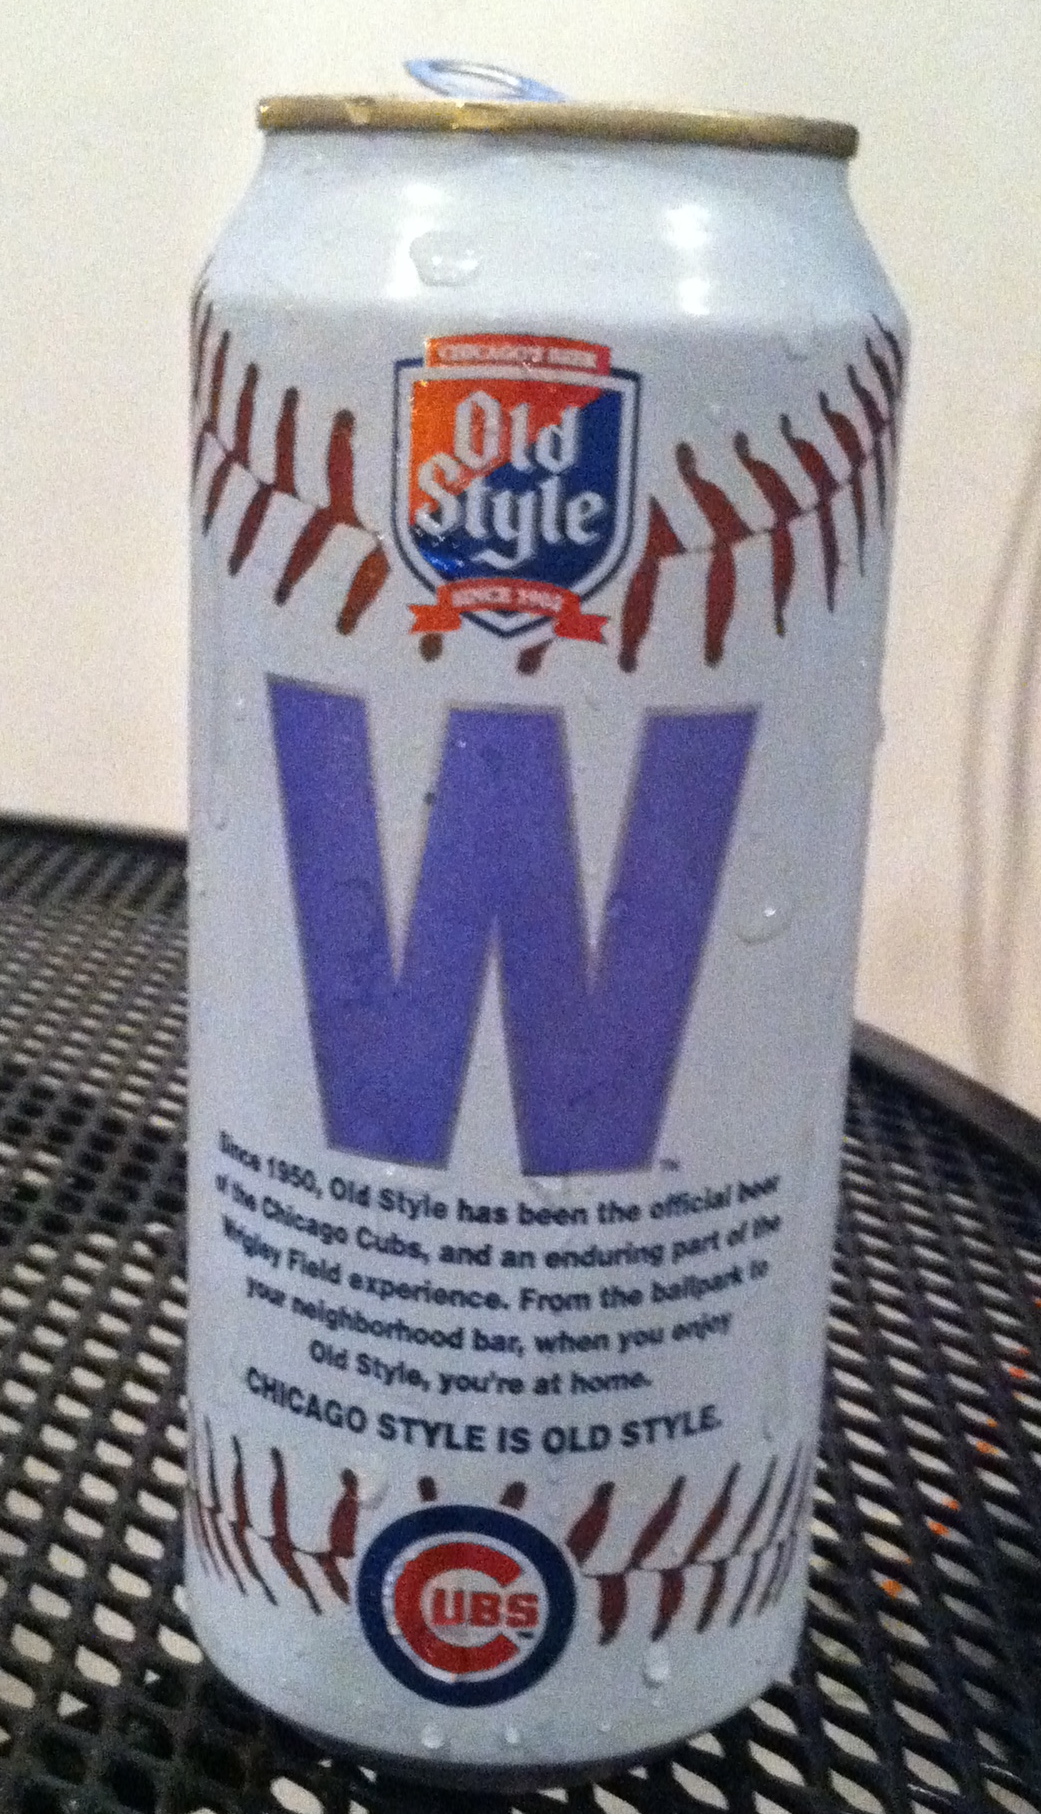 CHICAGO'S BEER
Old
Style
SINCE 1902
W
TM
Since 1950, Old Style has been the official beer
of the Chicago Cubs, and an enduring part of the
Wrigley Field experience. From the ballpark to
your neighborhood bar, when you enjoy
Old Style, you're at home.
CHICAGO STYLE IS OLD STYLE.
CUBS